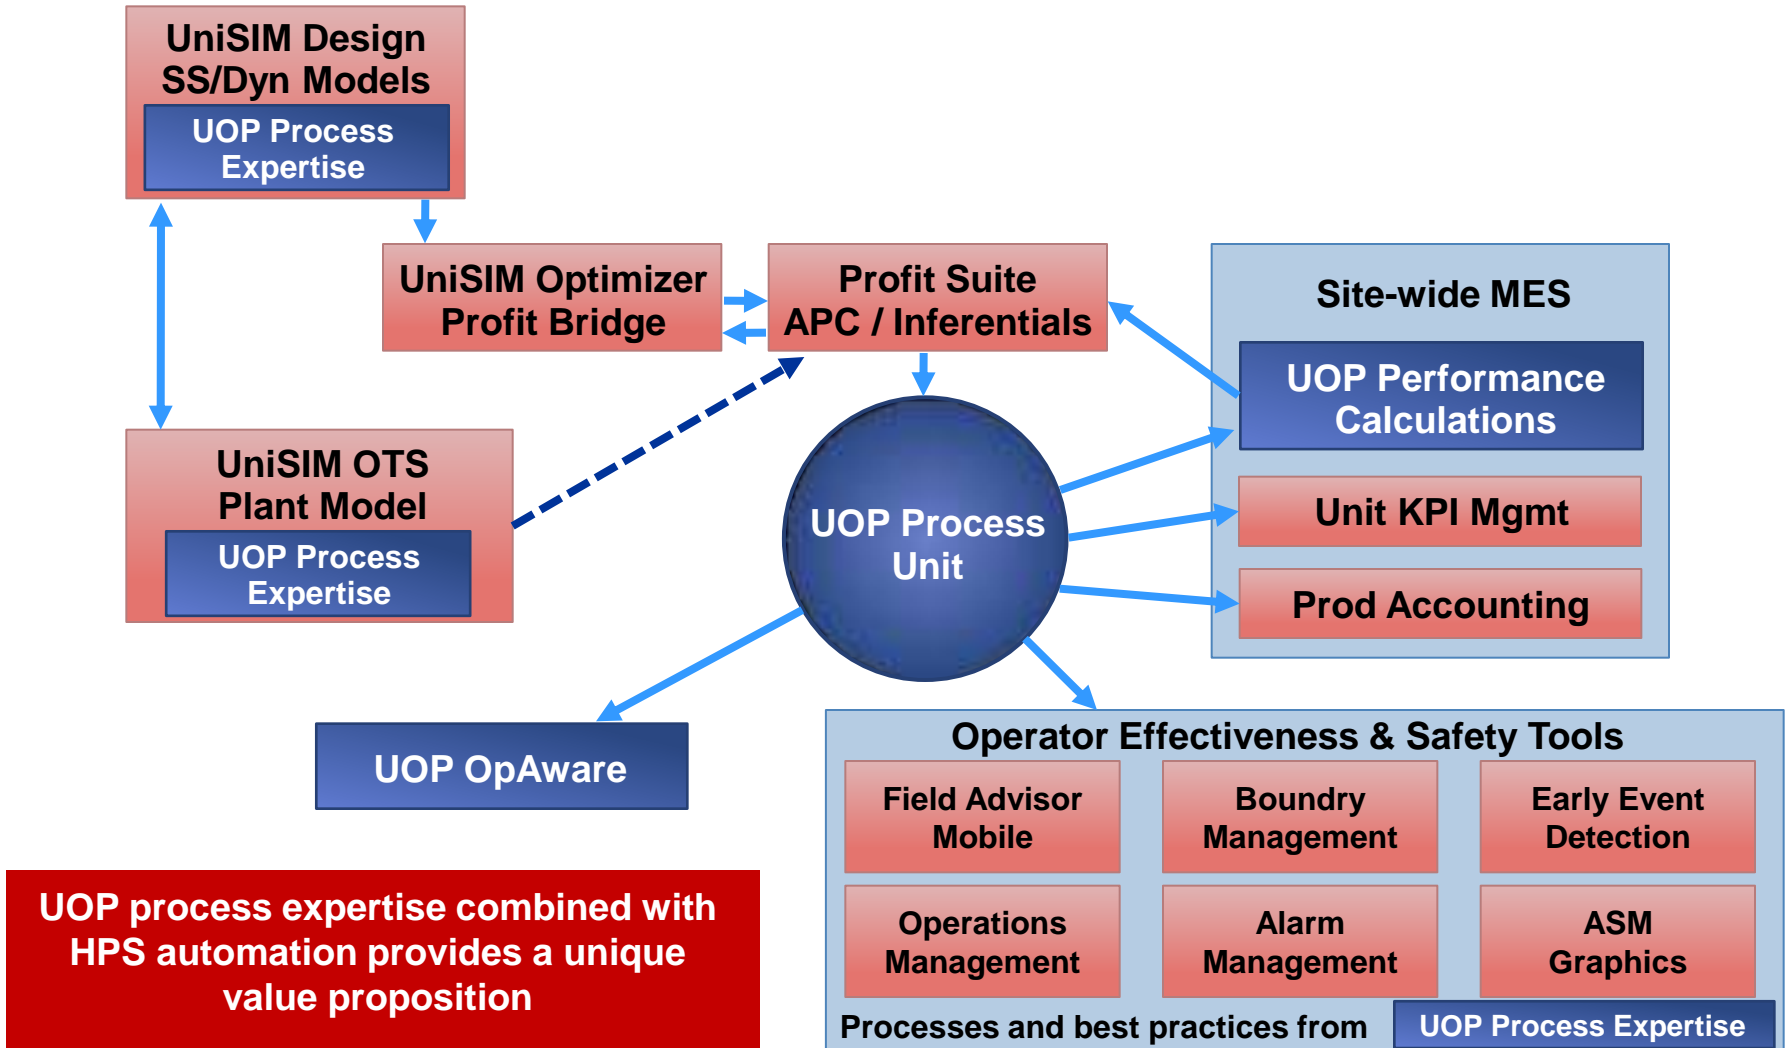 UniSIM Design
SS/Dyn Models
UOP Process
Expertise
UniSIM Optimizer
Profit Bridge
Profit Suite
APC / Inferentials
Site-wide MES
UOP Performance
Calculations
Unit KPI Mgmt
Prod Accounting
UniSIM OTS
Plant Model
UOP Process
Expertise
UOP Process
Unit
UOP OpAware
Operator Effectiveness & Safety Tools
Field Advisor
Mobile
Boundry
Management
Early Event
Detection
Operations
Management
Alarm
Management
ASM
Graphics
Processes and best practices from
UOP Process Expertise
UOP process expertise combined with
HPS automation provides a unique
value proposition